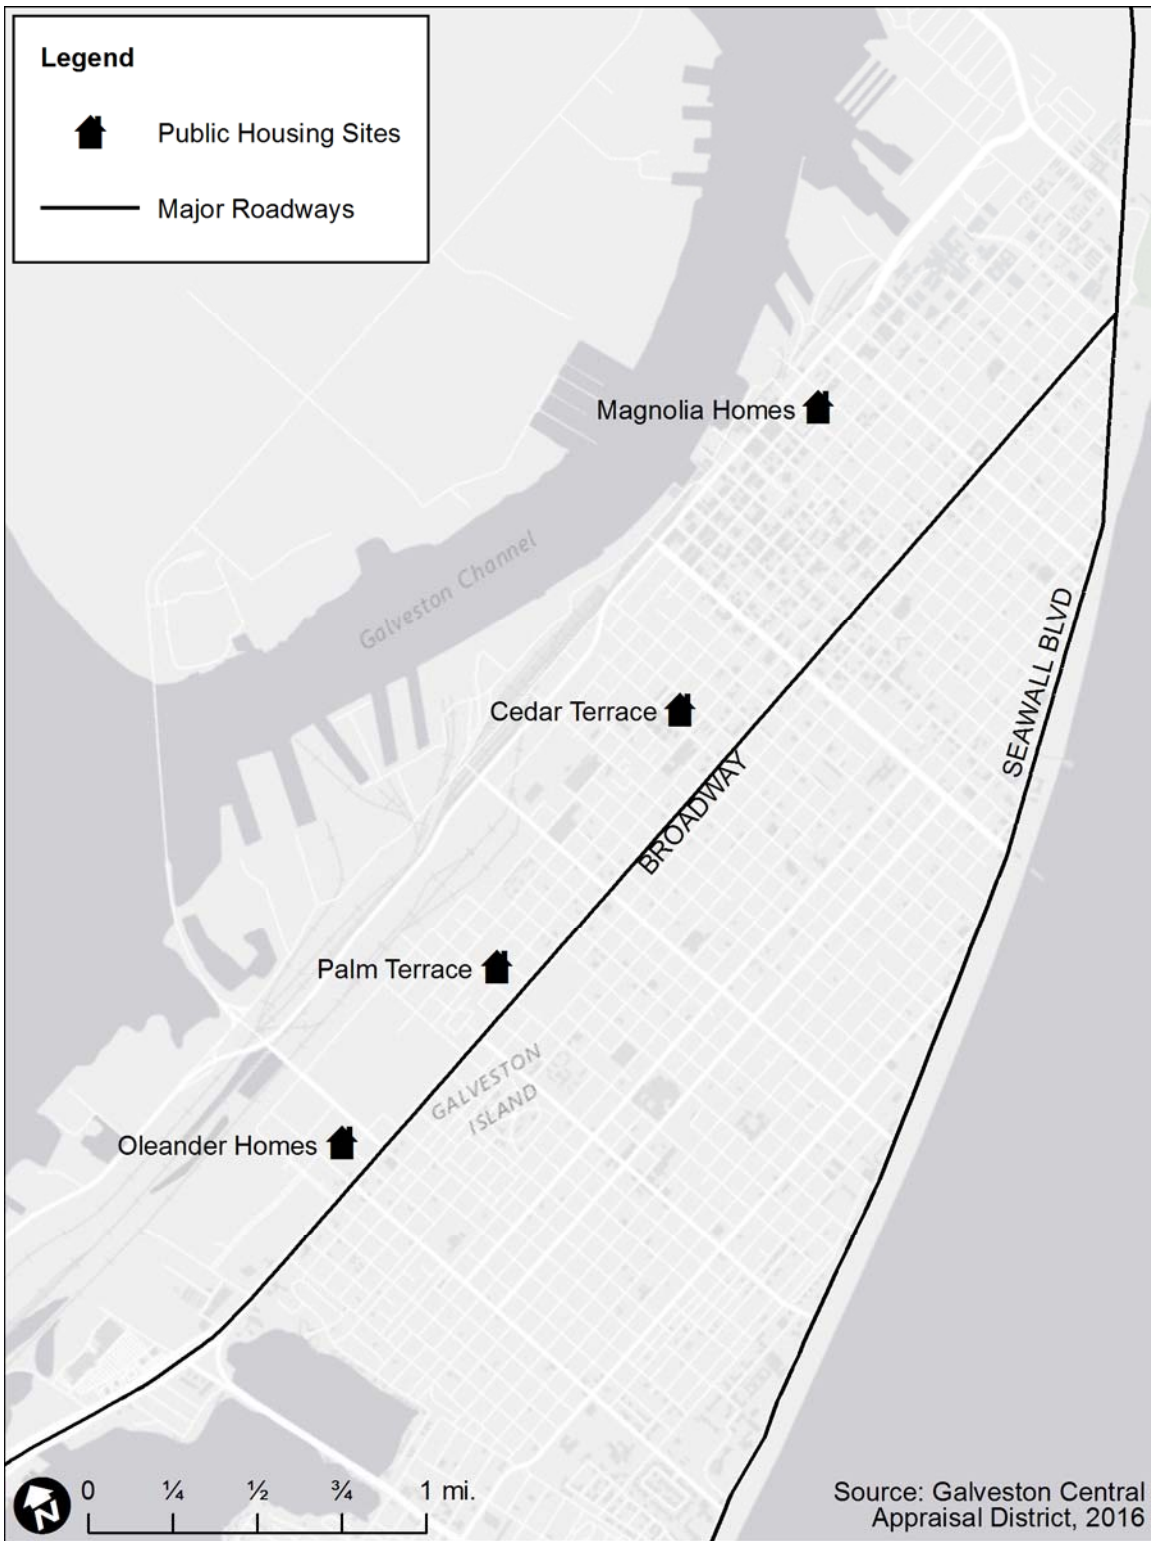 Legend
Public Housing Sites
Major Roadways
Magnolia Homes
Galveston Channel
SEAWALL BLVD
Cedar Terrace
BROADWAY
Palm Terrace
GALVESTON
ISLAND
Oleander Homes
N
0 ¼ ½ ¾ 1 mi.
Source: Galveston Central
Appraisal District, 2016